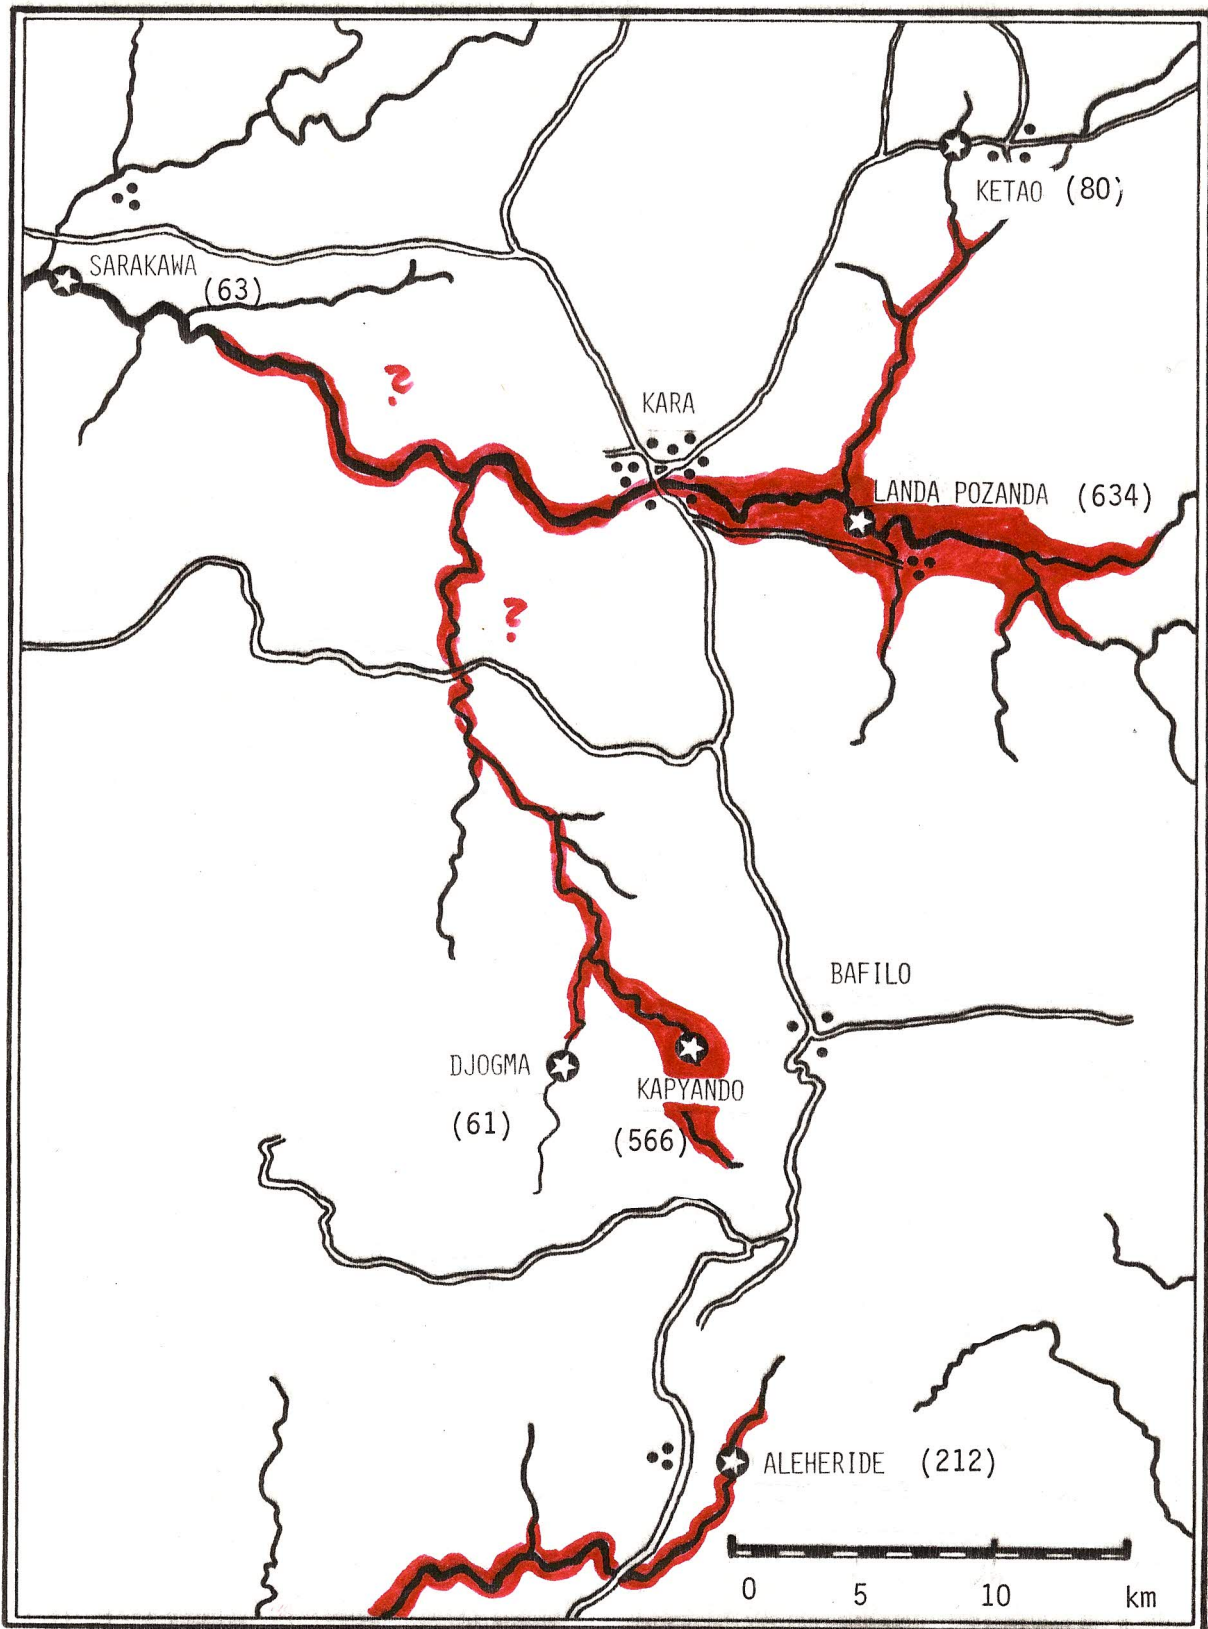 KETAO (80)
SARAKAWA
(63)
?
KARA
LANDA POZANDA (634)
?
BAFILO
DJOGMA
KAPYANDO
(61)
(566)
ALEHERIDE (212)
0 5 10 km